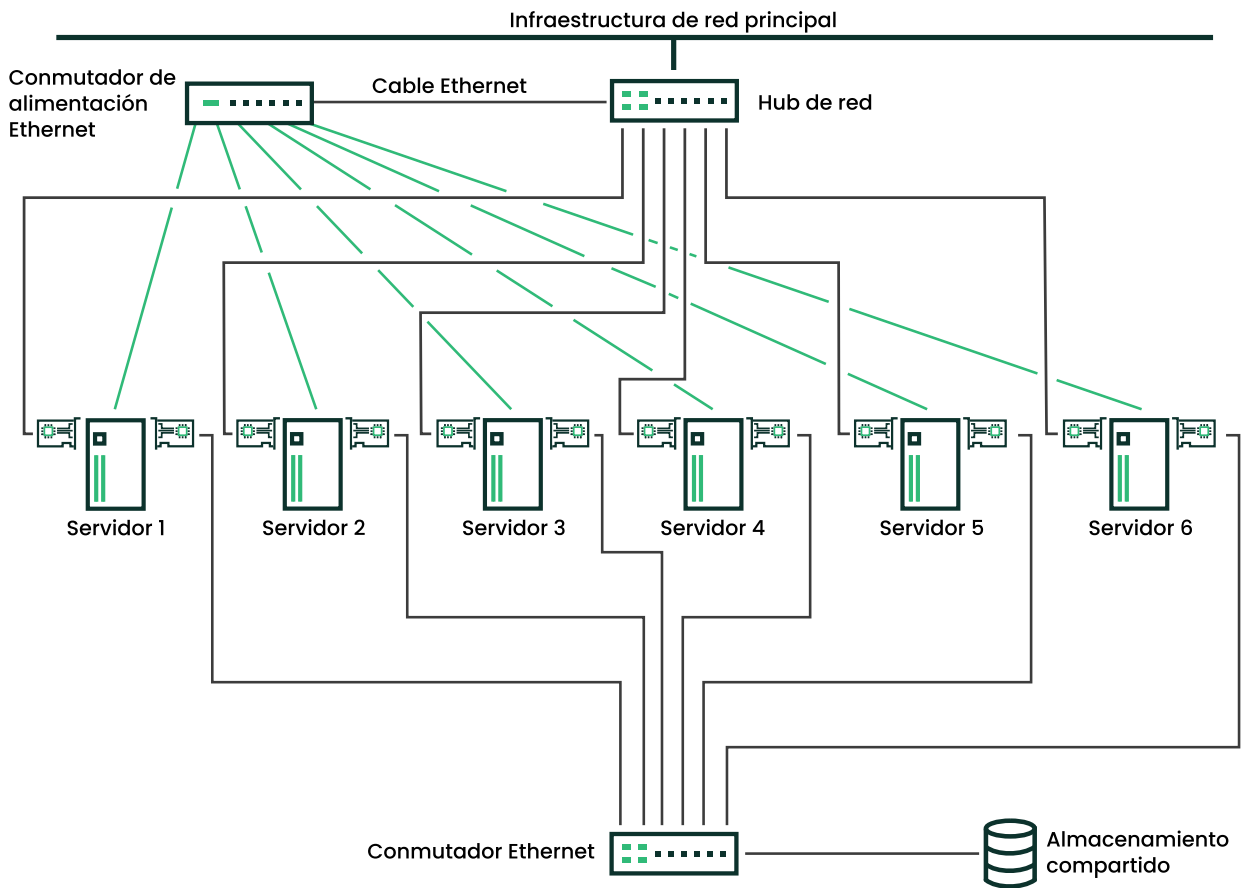 Infraestructura de red principal
Conmutador de
alimentación
Ethernet
Cable Ethernet
Hub de red
Servidor 1
Servidor 2
Servidor 3
Servidor 4
Servidor 5
Servidor 6
Conmutador Ethernet
Almacenamiento
compartido